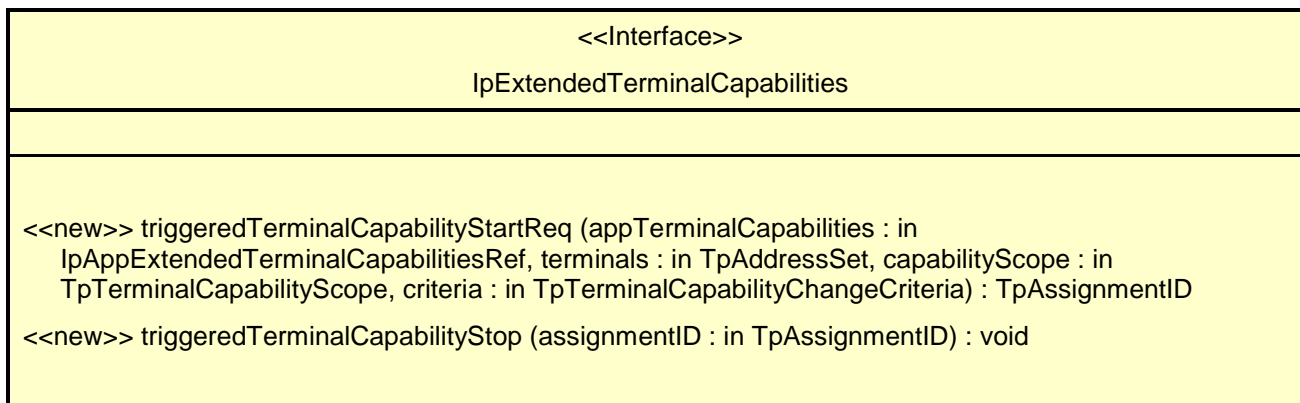 <<Interface>>
IpExtendedTerminalCapabilities
<<new>> triggeredTerminalCapabilityStartReq (appTerminalCapabilities : in
IpAppExtendedTerminalCapabilitiesRef, terminals : in TpAddressSet, capabilityScope : in
TpTerminalCapabilityScope, criteria : in TpTerminalCapabilityChangeCriteria) : TpAssignmentID
<<new>> triggeredTerminalCapabilityStop (assignmentID : in TpAssignmentID) : void